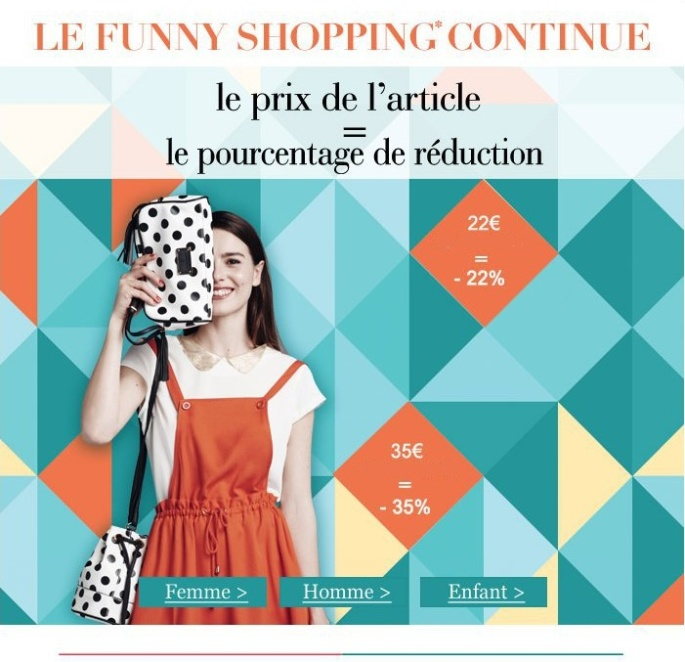 LE FUNNY SHOPPING* CONTINUE
le prix de l’article
=
le pourcentage de réduction
22€
=
- 22%
35€
=
- 35%
Femme >
Homme >
Enfant >